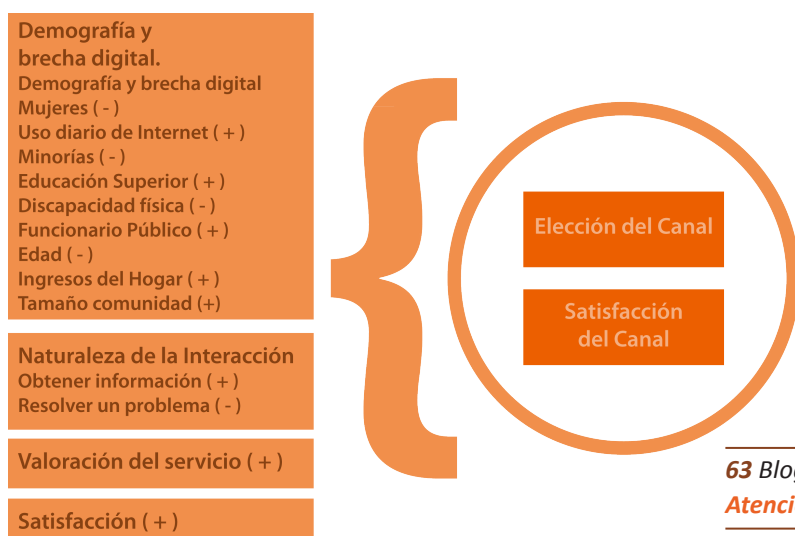 Demografía y
brecha digital.
Demografía y brecha digital
Mujeres ( - )
Uso diario de Internet ( + )
Minorías ( - )
Educación Superior ( + )
Discapacidad física ( - )
Funcionario Público ( + )
Edad ( - )
Ingresos del Hogar ( + )
Tamaño comunidad (+)
Naturaleza de la Interacción
Obtener información ( + )
Resolver un problema ( - )
Valoración del servicio ( + )
Satisfacción ( + )
Elección del Canal
Satisfacción
del Canal
63